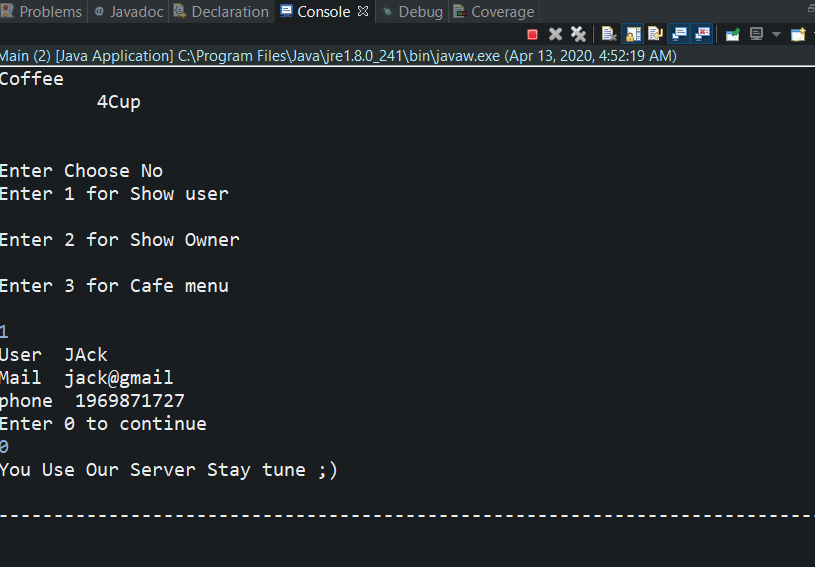 Problems @ Javadoc Declaration Console Debug Coverage
Main (2) [Java Application] C:\Program Files\Java\jre1.8.0_241\bin\javaw.exe (Apr 13, 2020, 4:52:19 AM)
Coffee
4Cup
Enter Choose No
Enter 1 for Show user
Enter 2 for Show Owner
Enter 3 for Cafe menu
1
User JAck
Mail jack@gmail
phone 1969871727
Enter 0 to continue
0
You Use Our Server Stay tune ;)
---------------------------------------------------------------------------